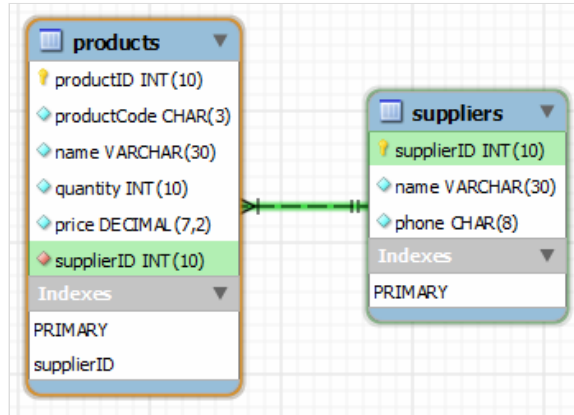 products
productID INT(10)
productCode CHAR(3)
name VARCHAR(30)
quantity INT(10)
price DECIMAL(7,2)
supplierID INT(10)
Indexes
PRIMARY
supplierID
suppliers
supplierID INT(10)
name VARCHAR(30)
phone CHAR(8)
Indexes
PRIMARY